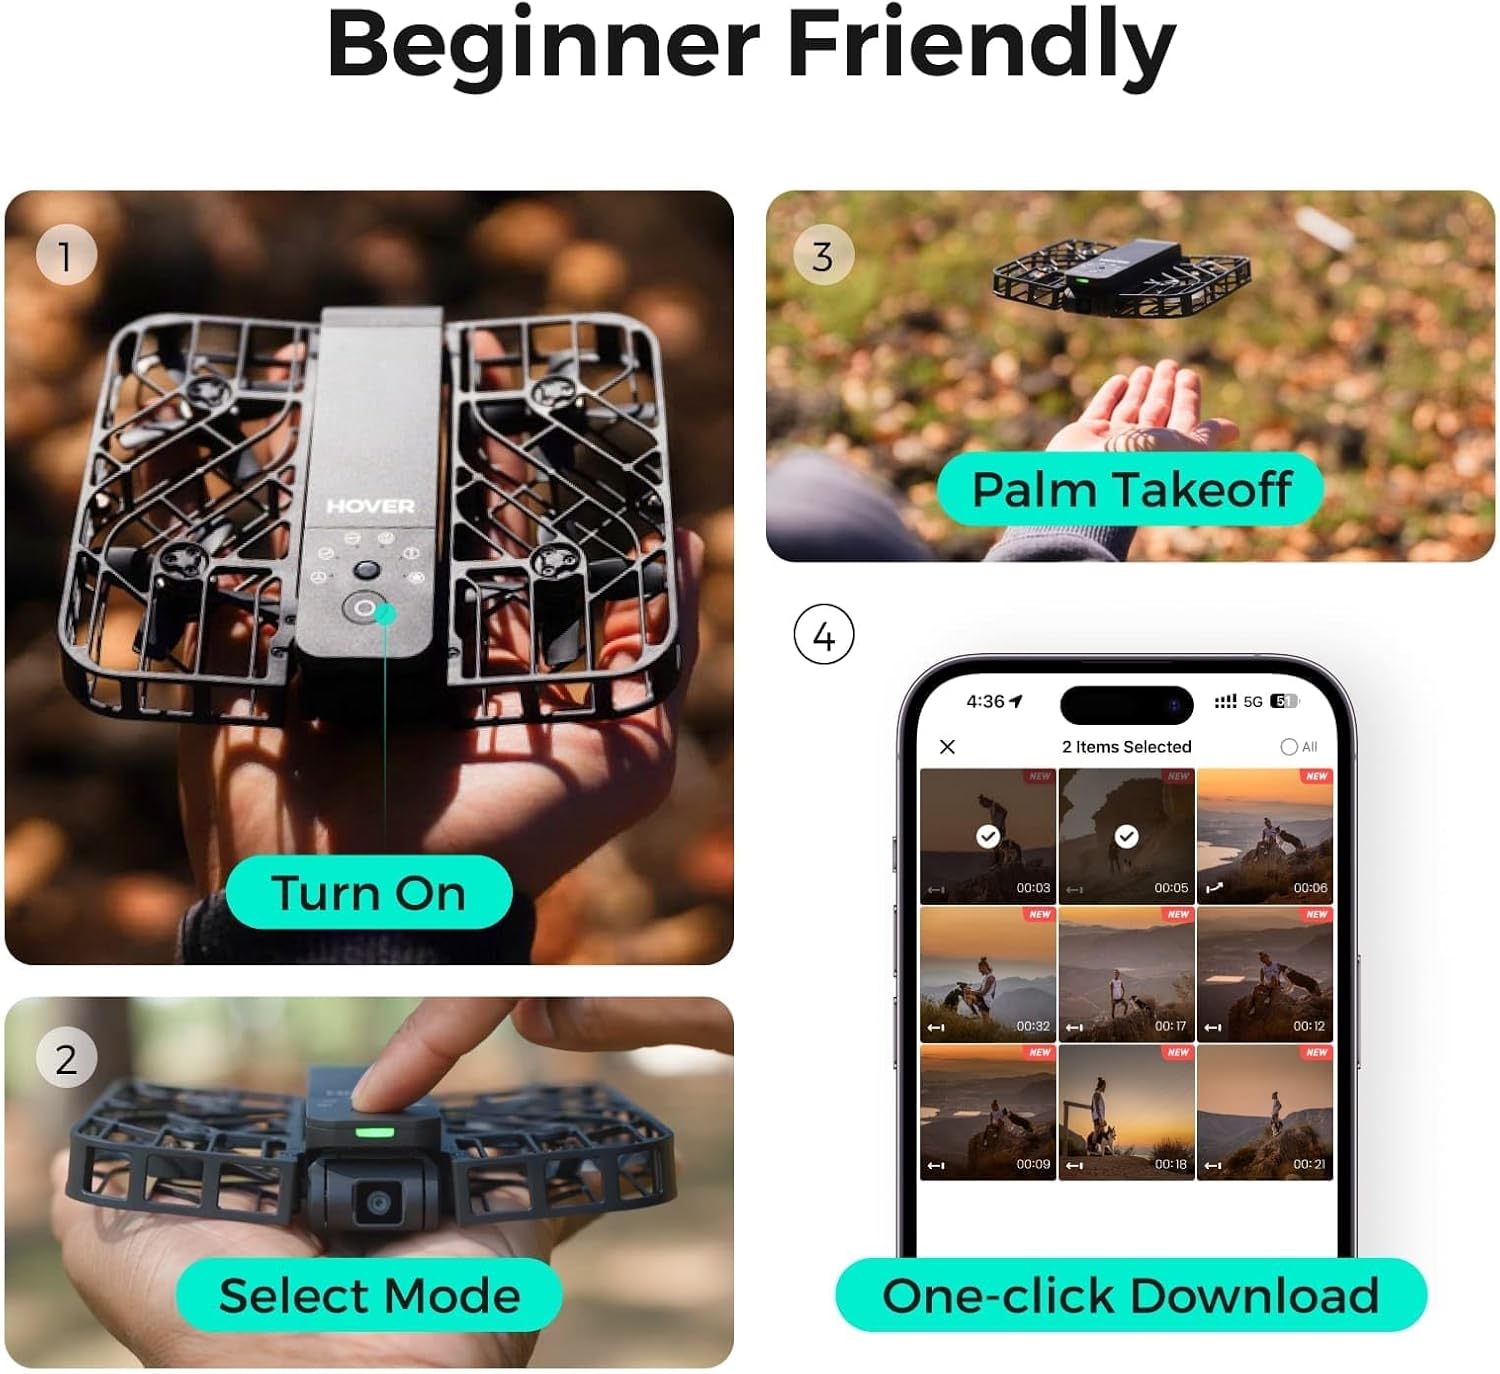 Beginner Friendly
1
HOVER
Turn On
2
Select Mode
3
Palm Takeoff
4
4:36
5G 51
2 Items Selected
All
NEW NEW NEW
00:03 00:05 00:06
NEW NEW NEW
00:32 00:17 00:12
NEW NEW NEW
00:09 00:18 00:21
One-click Download